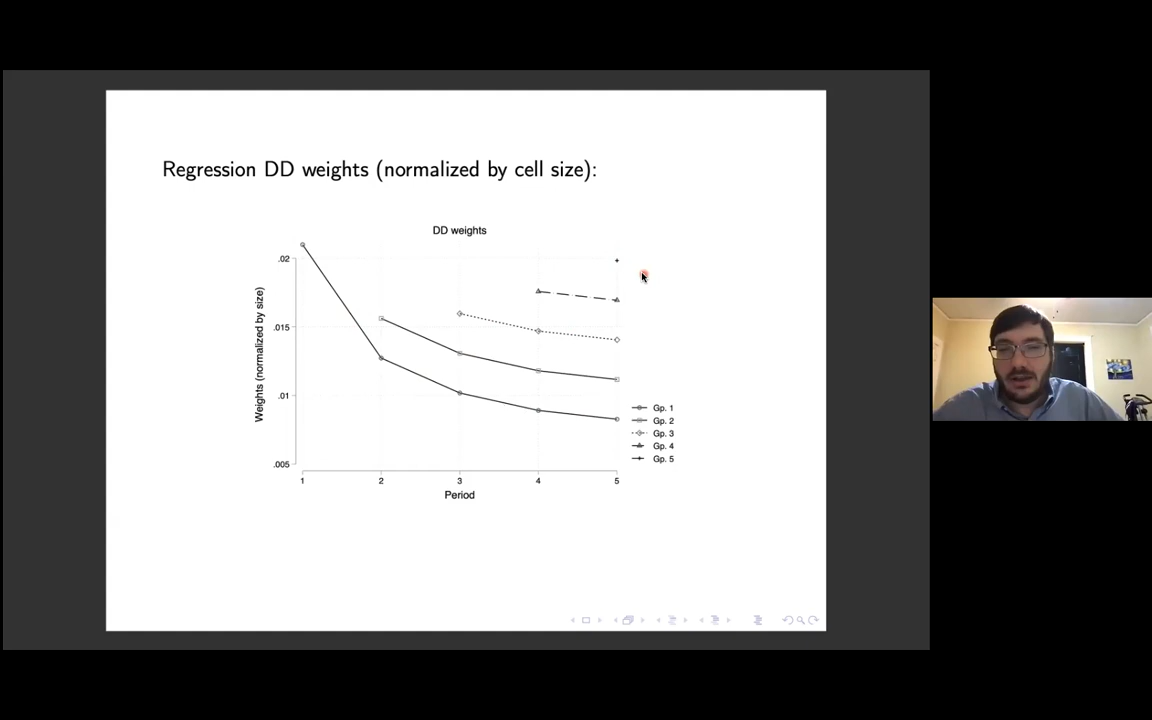 Regression DD weights (normalized by cell size):
DD weights
Weights (normalized by size)
.02
.015
.01
.005
1 2 3 4 5
Period
Gp. 1
Gp. 2
Gp. 3
Gp. 4
Gp. 5